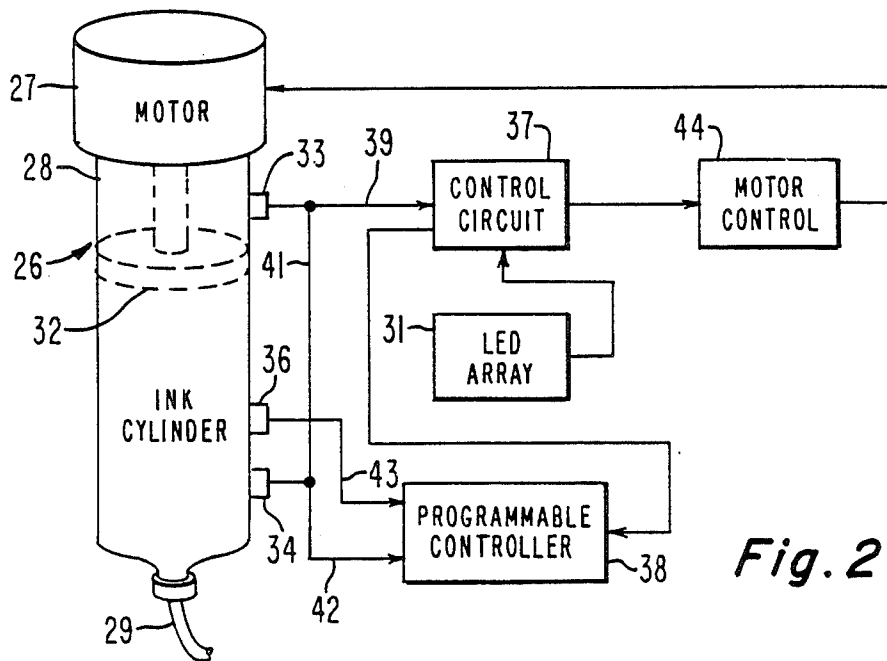 27
MOTOR
33
28
39
37
CONTROL
CIRCUIT
44
MOTOR
CONTROL
26
41
32
31
LED
ARRAY
36
INK
CYLINDER
43
34
PROGRAMMABLE
CONTROLLER
38
42
29
Fig. 2